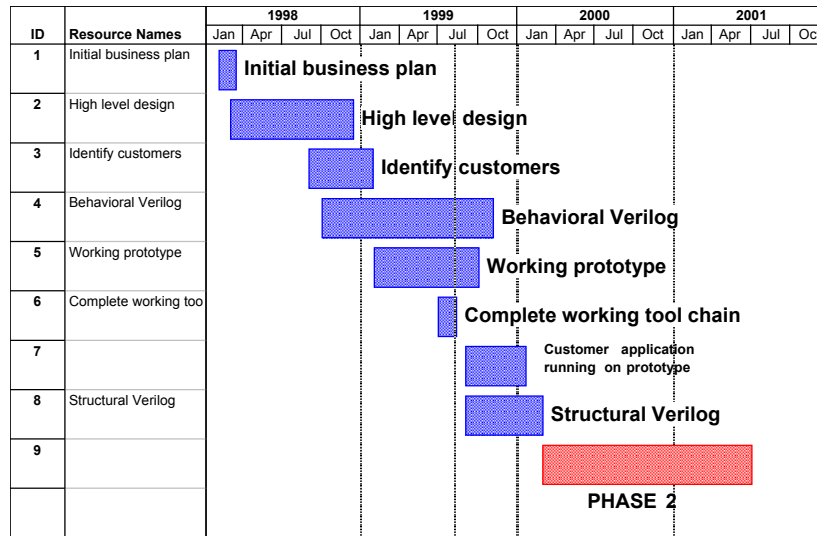 1998 1999 2000 2001
ID Resource Names Jan Apr Jul Oct Jan Apr Jul Oct Jan Apr Jul Oct Jan Apr Jul Oc
1 Initial business plan Initial business plan
2 High level design High level design
3 Identify customers Identify customers
4 Behavioral Verilog Behavioral Verilog
5 Working prototype Working prototype
6 Complete working too Complete working tool chain
7 Customer application
running on prototype
8 Structural Verilog Structural Verilog
9
PHASE 2